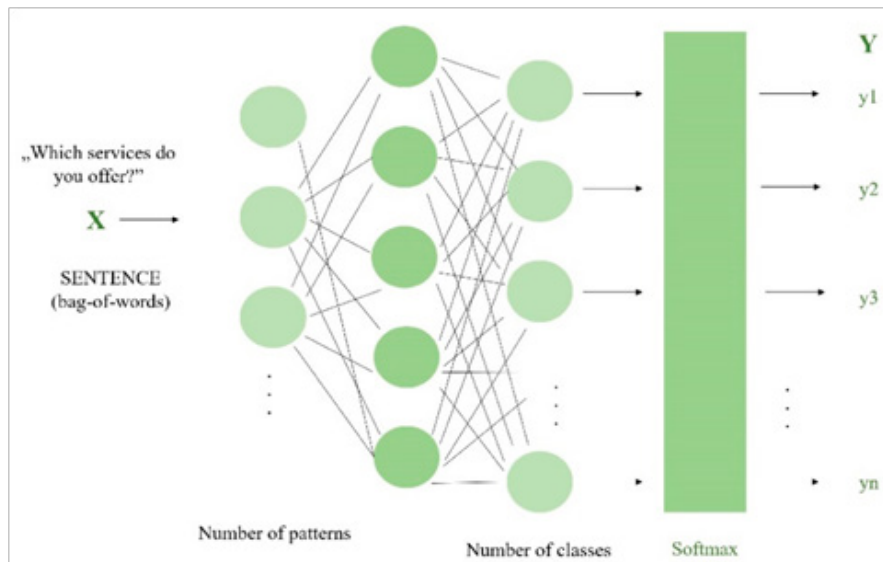 „Which services do
you offer?”
X
SENTENCE
(bag-of-words)
Number of patterns
Number of classes
Softmax
Y
y1
y2
y3
yn